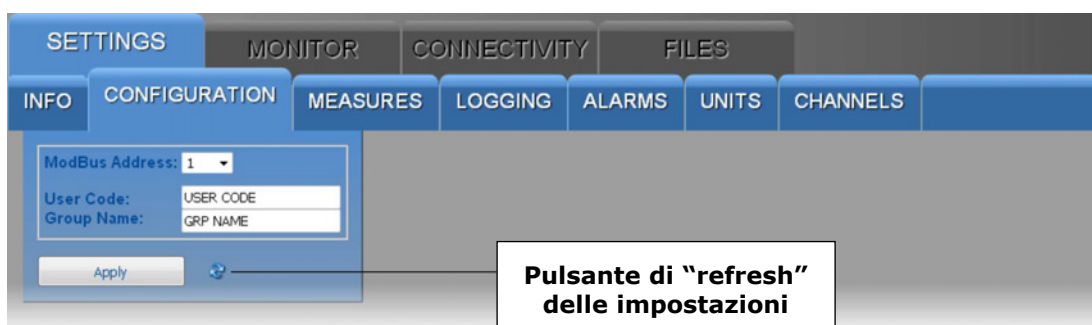 SETTINGS MONITOR CONNECTIVITY FILES
INFO CONFIGURATION MEASURES LOGGING ALARMS UNITS CHANNELS
ModBus Address: 1
User Code: USER CODE
Group Name: GRP NAME
Apply
Pulsante di “refresh”
delle impostazioni